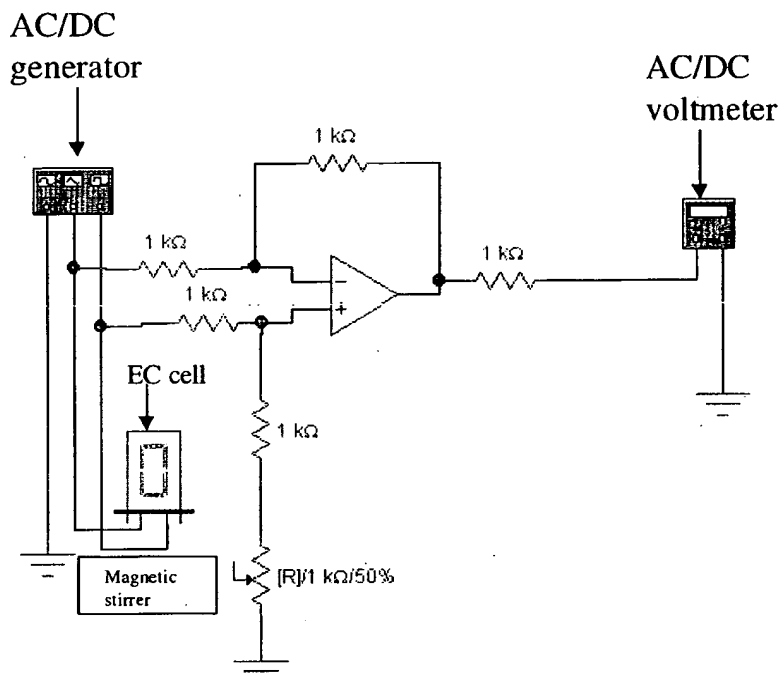 AC/DC
generator
AC/DC
voltmeter
1 kΩ
1 kΩ
1 kΩ
1 kΩ
−
+
EC cell
1 kΩ
[R]/1 kΩ/50%
Magnetic
stirrer